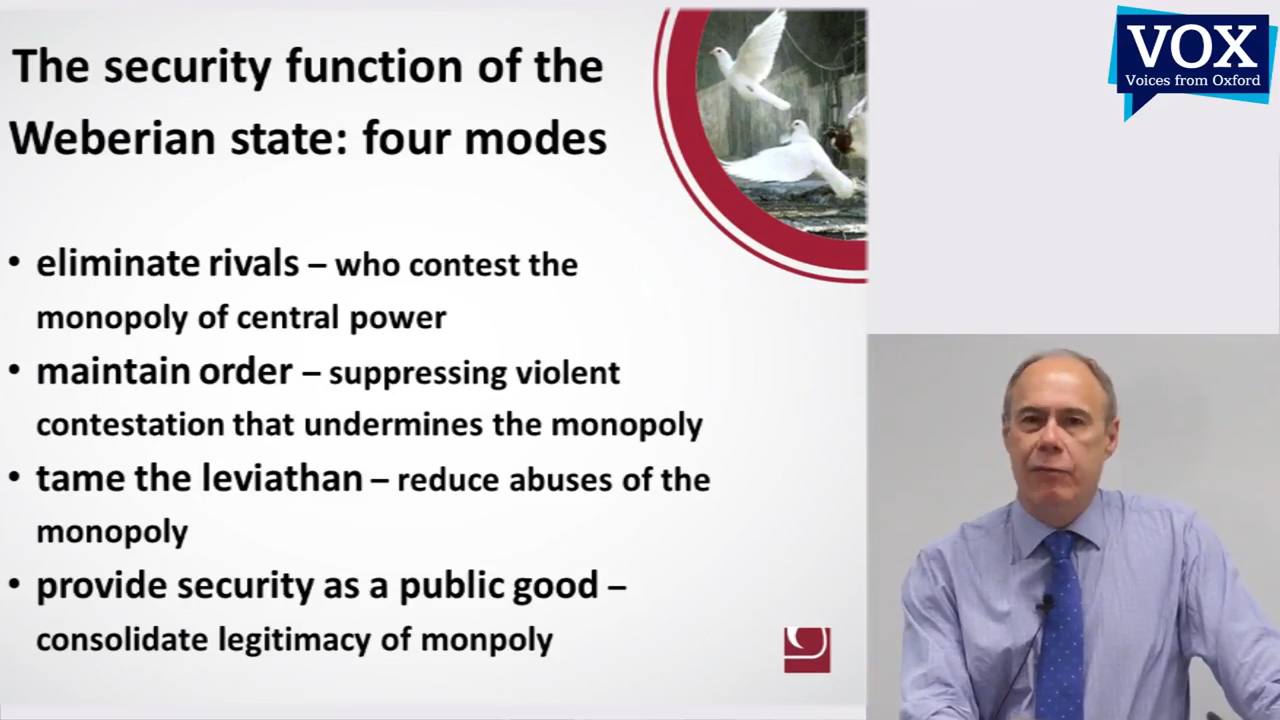 The security function of the
Weberian state: four modes
• eliminate rivals – who contest the
monopoly of central power
• maintain order – suppressing violent
contestation that undermines the monopoly
• tame the leviathan – reduce abuses of the
monopoly
• provide security as a public good –
consolidate legitimacy of monpoly
VOX
Voices from Oxford